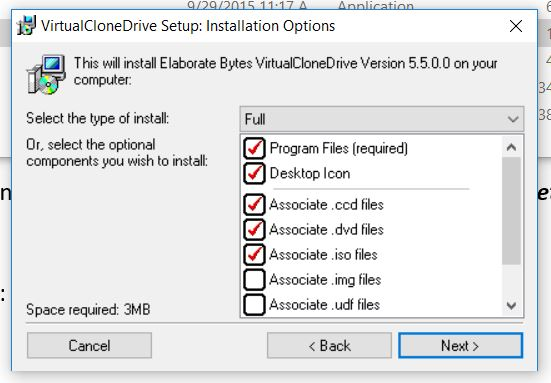 9/29/2015 11:17 A
Application
VirtualCloneDrive Setup: Installation Options
This will install Elaborate Bytes VirtualCloneDrive Version 5.5.0.0 on your
computer:
Select the type of install:
Full
Or, select the optional
components you wish to install:
Program Files (required)
Desktop Icon
Associate .ccd files
Associate .dvd files
Associate .iso files
Associate .img files
Associate .udf files
Space required: 3MB
Cancel
< Back
Next >